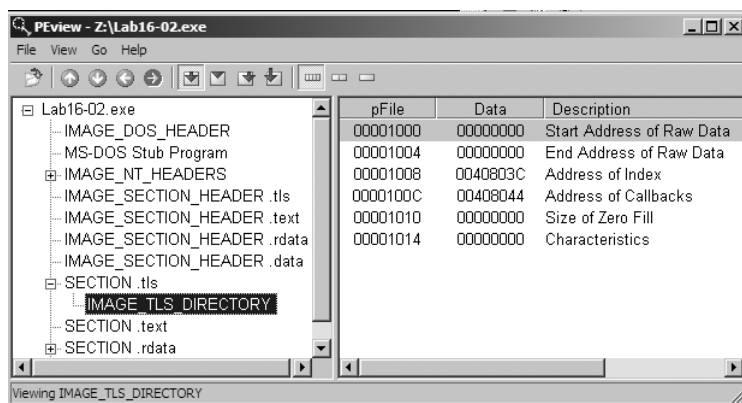 PEview - Z:\Lab16-02.exe
File View Go Help
Lab16-02.exe
IMAGE_DOS_HEADER
MS-DOS Stub Program
IMAGE_NT_HEADERS
IMAGE_SECTION_HEADER .tls
IMAGE_SECTION_HEADER .text
IMAGE_SECTION_HEADER .rdata
IMAGE_SECTION_HEADER .data
SECTION .tls
IMAGE_TLS_DIRECTORY
SECTION .text
SECTION .rdata
pFile Data Description
00001000 00000000 Start Address of Raw Data
00001004 00000000 End Address of Raw Data
00001008 0040803C Address of Index
0000100C 00408044 Address of Callbacks
00001010 00000000 Size of Zero Fill
00001014 00000000 Characteristics
Viewing IMAGE_TLS_DIRECTORY